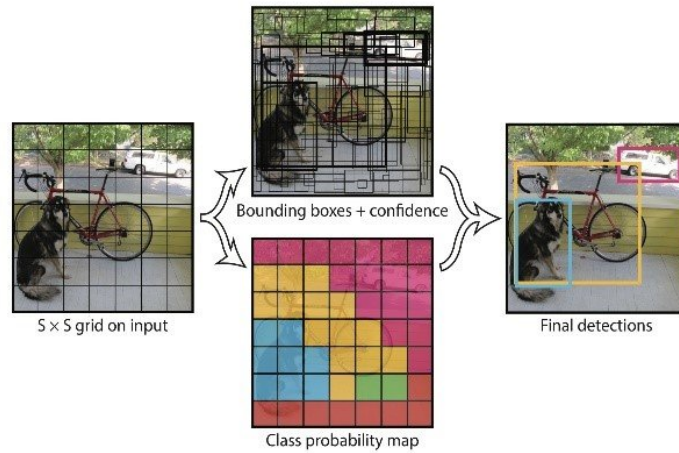 S × S grid on input
Bounding boxes + confidence
Class probability map
Final detections